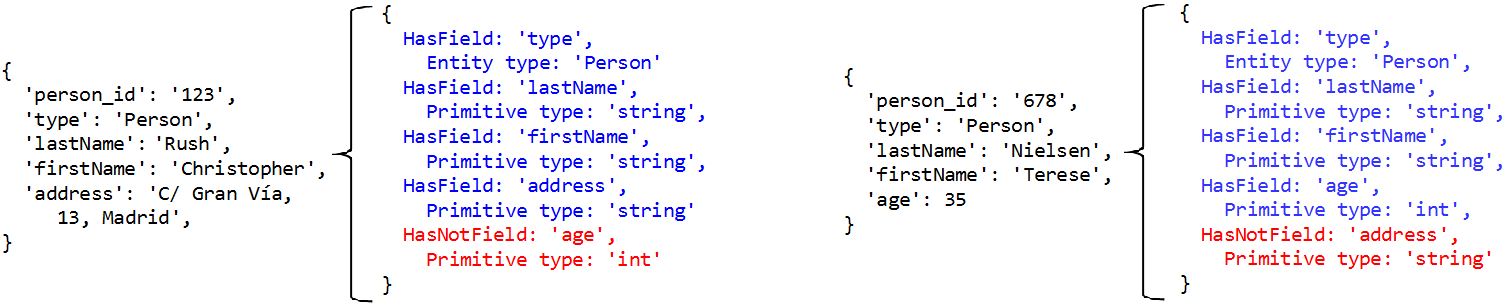 {
'person_id': '123',
'type': 'Person',
'lastName': 'Rush',
'firstName': 'Christopher',
'address': 'C/ Gran Vía,
13, Madrid',
}
{
HasField: 'type',
Entity type: 'Person'
HasField: 'lastName',
Primitive type: 'string',
HasField: 'firstName',
Primitive type: 'string',
HasField: 'address',
Primitive type: 'string'
HasNotField: 'age',
Primitive type: 'int'
}
{
'person_id': '678',
'type': 'Person',
'lastName': 'Nielsen',
'firstName': 'Terese',
'age': 35
}
{
HasField: 'type',
Entity type: 'Person',
HasField: 'lastName',
Primitive type: 'string',
HasField: 'firstName',
Primitive type: 'string',
HasField: 'age',
Primitive type: 'int',
HasNotField: 'address',
Primitive type: 'string'
}